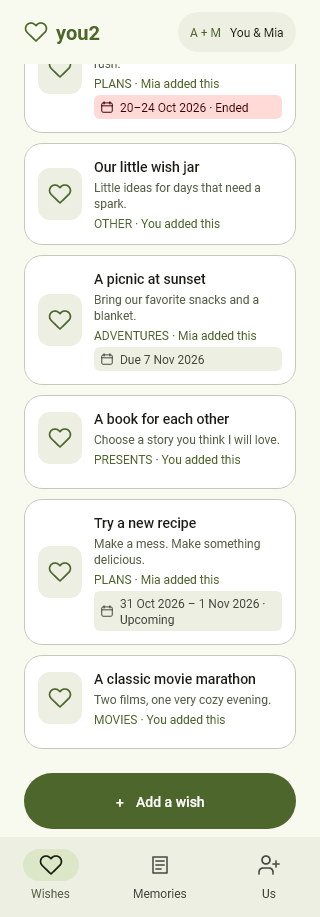 you2
A + M You & Mia
rush.
PLANS · Mia added this
20–24 Oct 2026 · Ended
Our little wish jar
Little ideas for days that need a
spark.
OTHER · You added this
A picnic at sunset
Bring our favorite snacks and a
blanket.
ADVENTURES · Mia added this
Due 7 Nov 2026
A book for each other
Choose a story you think I will love.
PRESENTS · You added this
Try a new recipe
Make a mess. Make something
delicious.
PLANS · Mia added this
31 Oct 2026 – 1 Nov 2026 ·
Upcoming
A classic movie marathon
Two films, one very cozy evening.
MOVIES · You added this
+ Add a wish
Wishes
Memories
Us